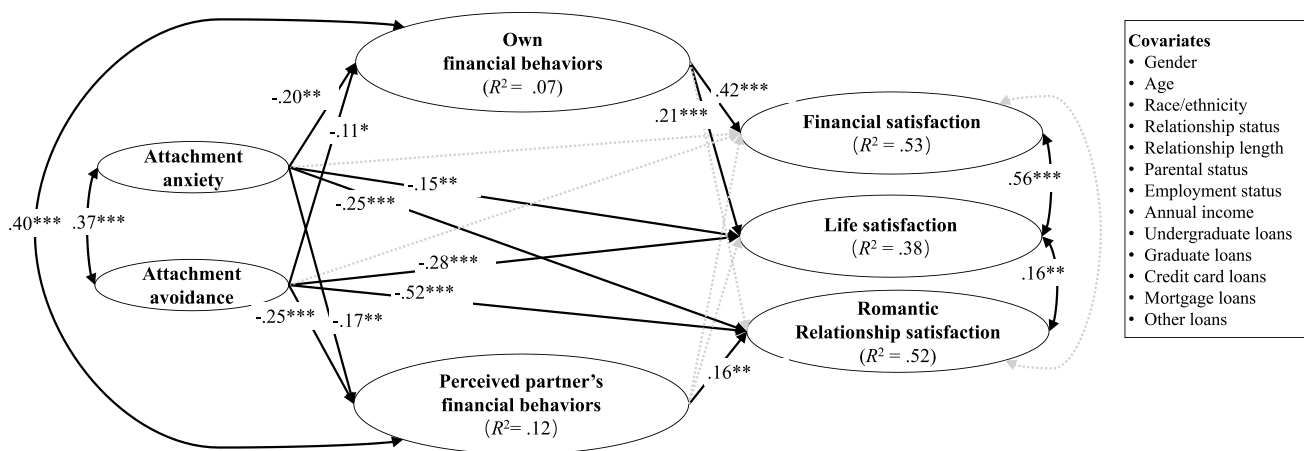 Own
financial behaviors
(R² = .07)
-.20**
-.11*
.42***
.21***
Attachment
anxiety
Financial satisfaction
(R² = .53)
-.15**
-.25***
.40***
.37***
.56***
Life satisfaction
(R² = .38)
Attachment
avoidance
-.28***
-.52***
.16**
-.25***
-.17**
Romantic
Relationship satisfaction
(R² = .52)
.16**
Perceived partner's
financial behaviors
(R²= .12)
Covariates
• Gender
• Age
• Race/ethnicity
• Relationship status
• Relationship length
• Parental status
• Employment status
• Annual income
• Undergraduate loans
• Graduate loans
• Credit card loans
• Mortgage loans
• Other loans